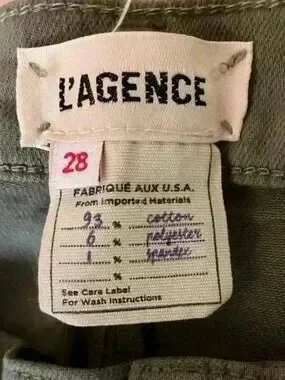 L'AGENCE
28
FABRIQUÉ AUX U.S.A.
From Imported Materials
93 % cotton
6 % polyester
1 % spandex
%
See Care Label
For Wash Instructions